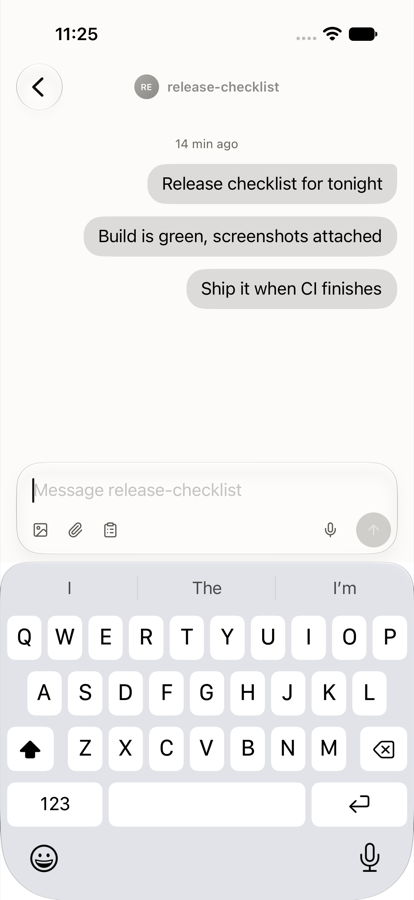 11:25
RE release-checklist
14 min ago
Release checklist for tonight
Build is green, screenshots attached
Ship it when CI finishes
Message release-checklist
I The I'm
Q W E R T Y U I O P
A S D F G H J K L
Z X C V B N M
123